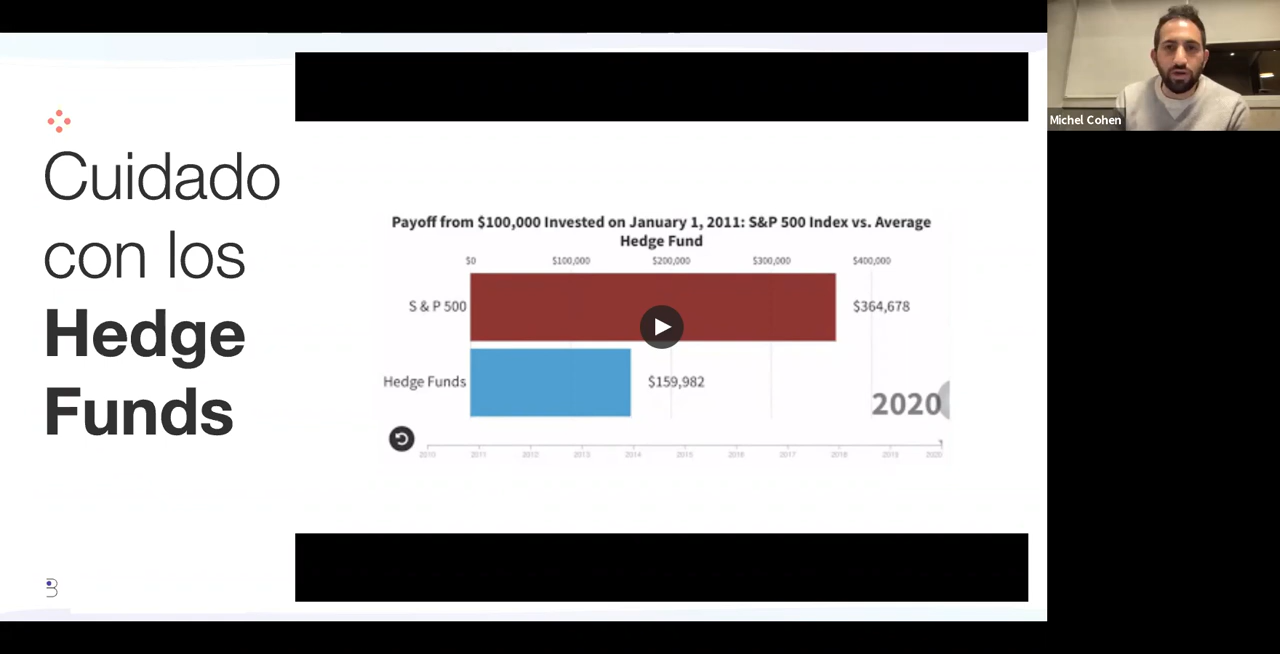 Cuidado
con los
Hedge
Funds
Payoff from $100,000 Invested on January 1, 2011: S&P 500 Index vs. Average
Hedge Fund
$0 $100,000 $200,000 $300,000 $400,000
S & P 500 $364,678
Hedge Funds $159,982
2020
2010 2011 2012 2013 2014 2015 2016 2017 2018 2019 2020
Michel Cohen